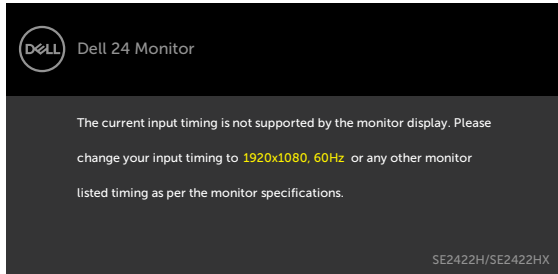 DELL
Dell 24 Monitor
The current input timing is not supported by the monitor display. Please
change your input timing to 1920x1080, 60Hz or any other monitor
listed timing as per the monitor specifications.
SE2422H/SE2422HX